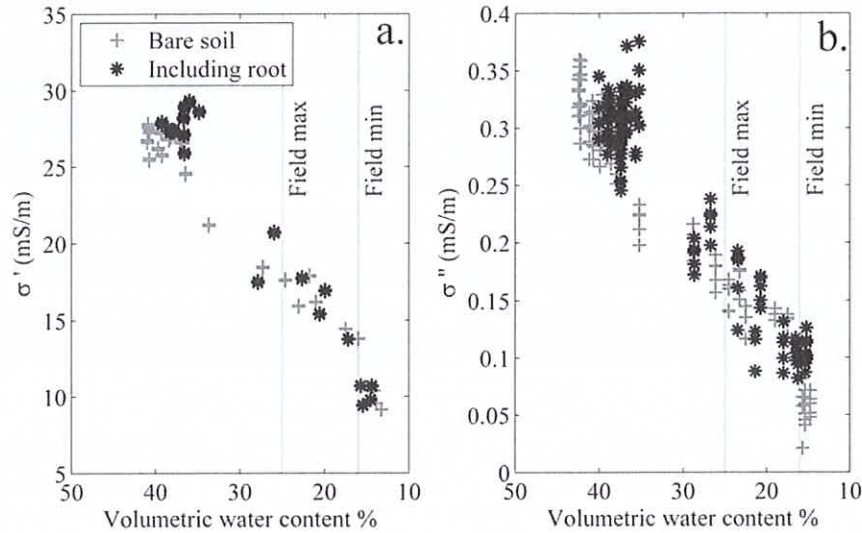 a.
Bare soil
Including root
Field max
Field min
35
30
25
20
15
10
5
σ ' (mS/m)
50 40 30 20 10
Volumetric water content %
b.
Field max
Field min
0.4
0.35
0.3
0.25
0.2
0.15
0.1
0.05
0
σ " (mS/m)
50 40 30 20 10
Volumetric water content %